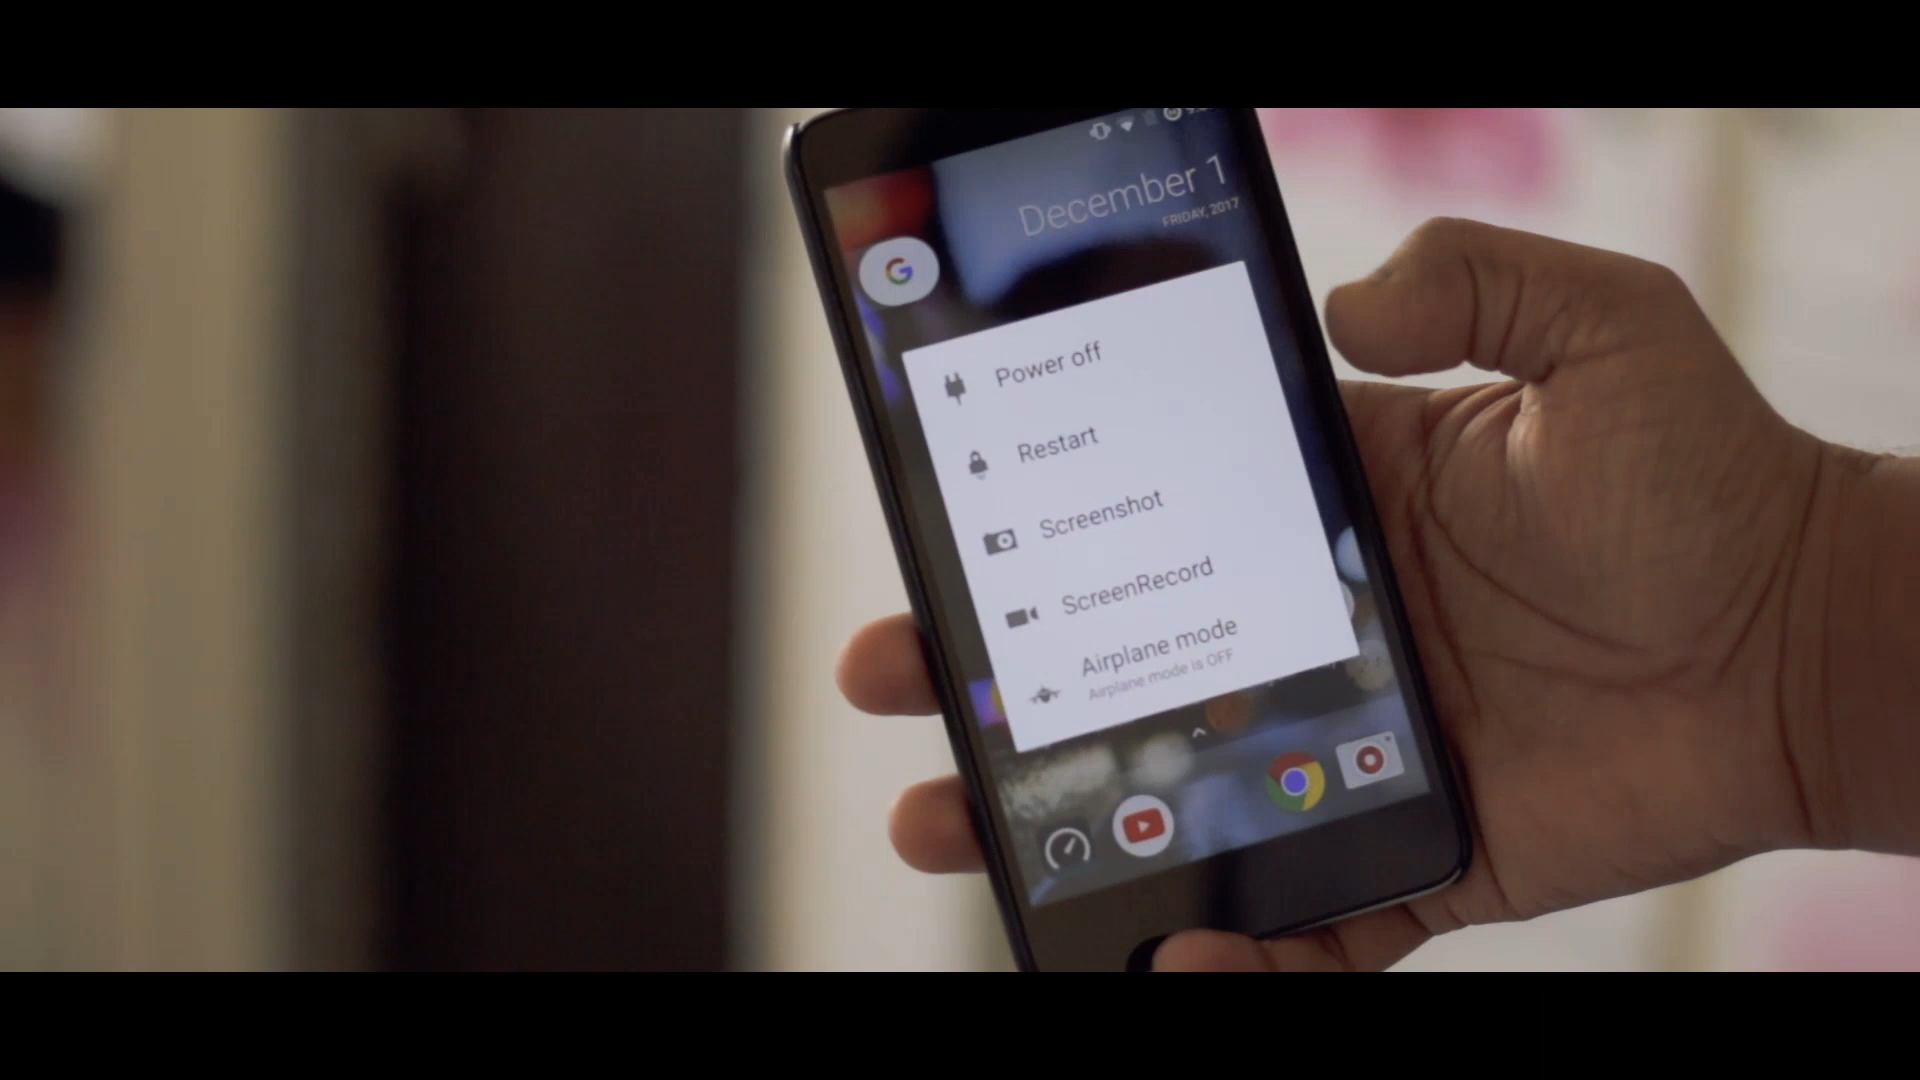 December 1
FRIDAY, 2017
G
Power off
Restart
Screenshot
ScreenRecord
Airplane mode
Airplane mode is OFF